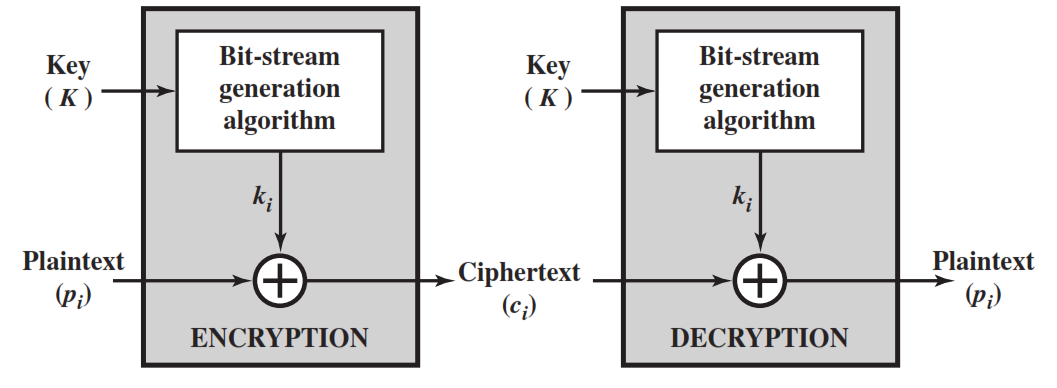 Key
( K )
Bit-stream
generation
algorithm
k_i
Plaintext
(p_i)
ENCRYPTION
Ciphertext
(c_i)
Key
( K )
Bit-stream
generation
algorithm
k_i
DECRYPTION
Plaintext
(p_i)